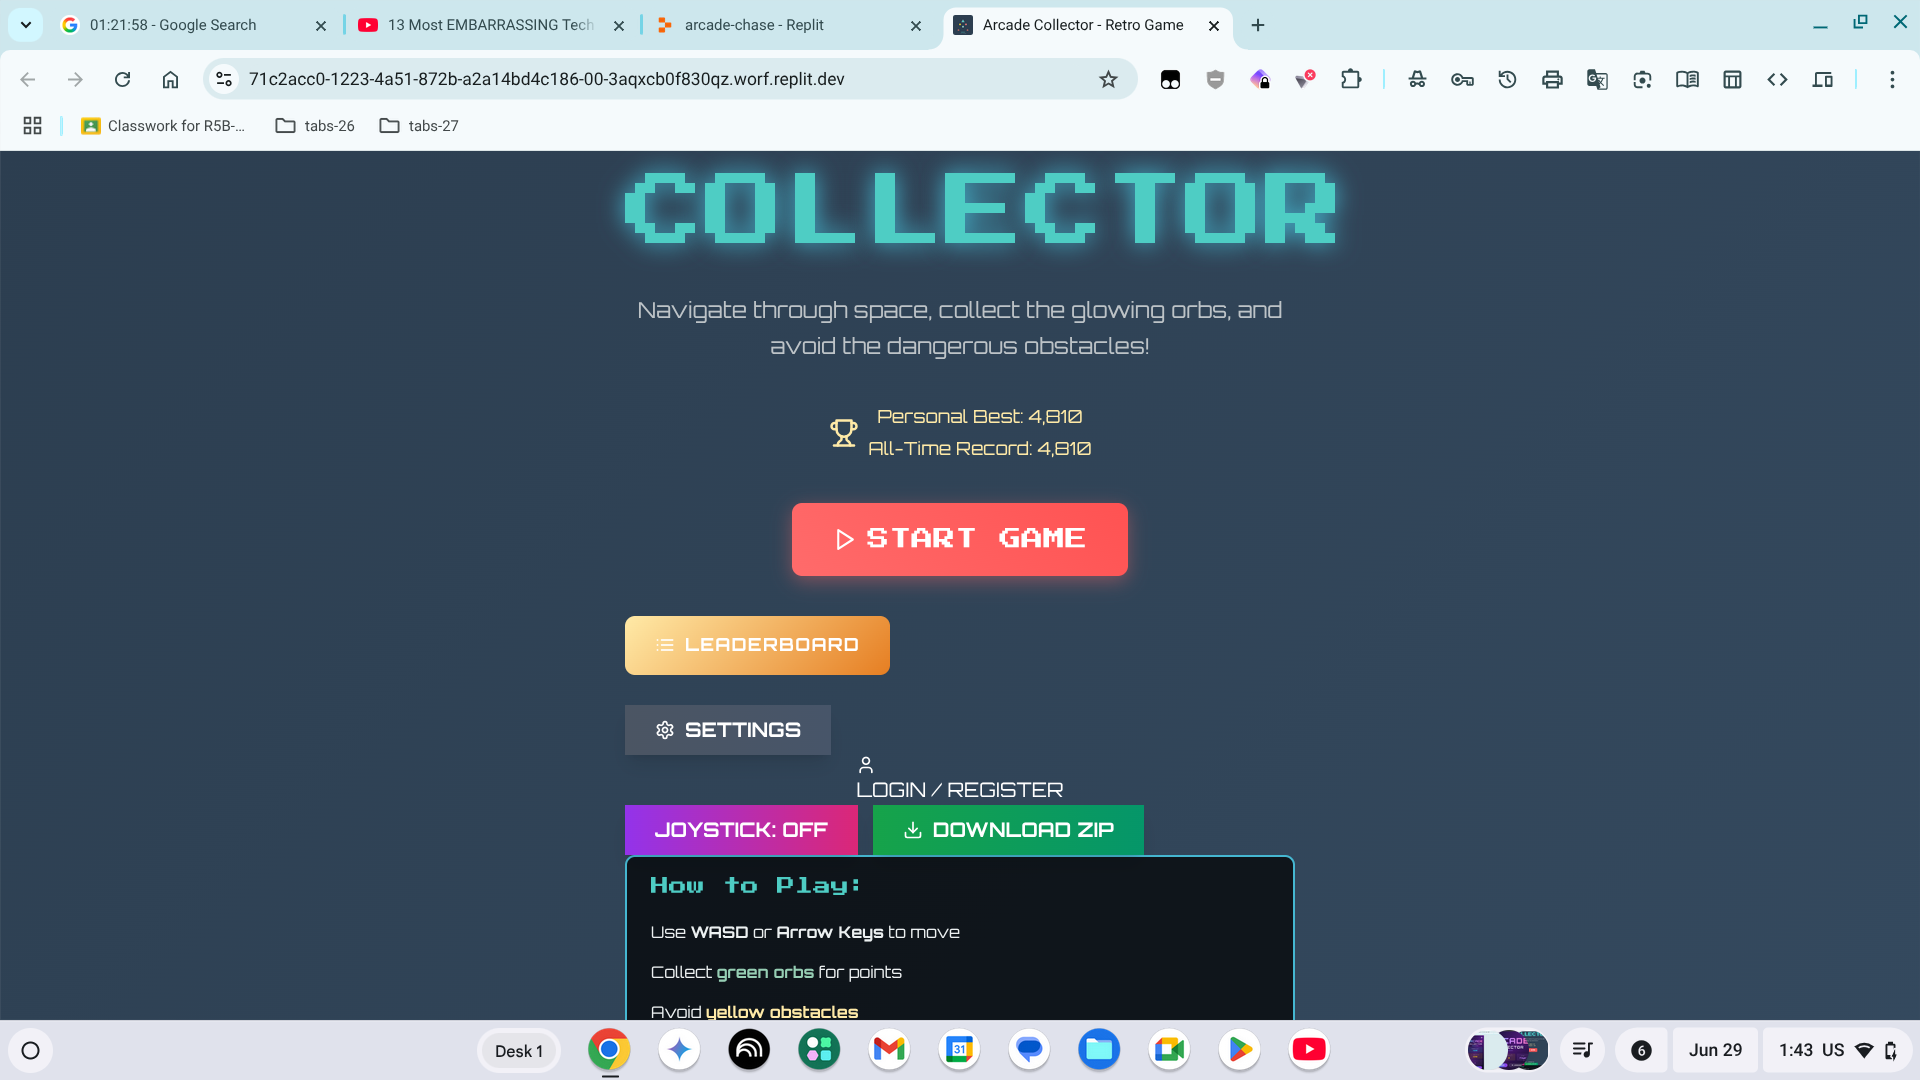 01:21:58 - Google Search
13 Most EMBARRASSING Tech
arcade-chase - Replit
Arcade Collector - Retro Game
71c2acc0-1223-4a51-872b-a2a14bd4c186-00-3aqxcb0f830qz.worf.replit.dev
Classwork for R5B-...
tabs-26
tabs-27
COLLECTOR
Navigate through space, collect the glowing orbs, and
avoid the dangerous obstacles!
Personal Best: 4,810
All-Time Record: 4,810
START GAME
LEADERBOARD
SETTINGS
LOGIN / REGISTER
JOYSTICK: OFF
DOWNLOAD ZIP
How to Play:
Use WASD or Arrow Keys to move
Collect green orbs for points
Avoid yellow obstacles
Desk 1
31
6
Jun 29
1:43 US